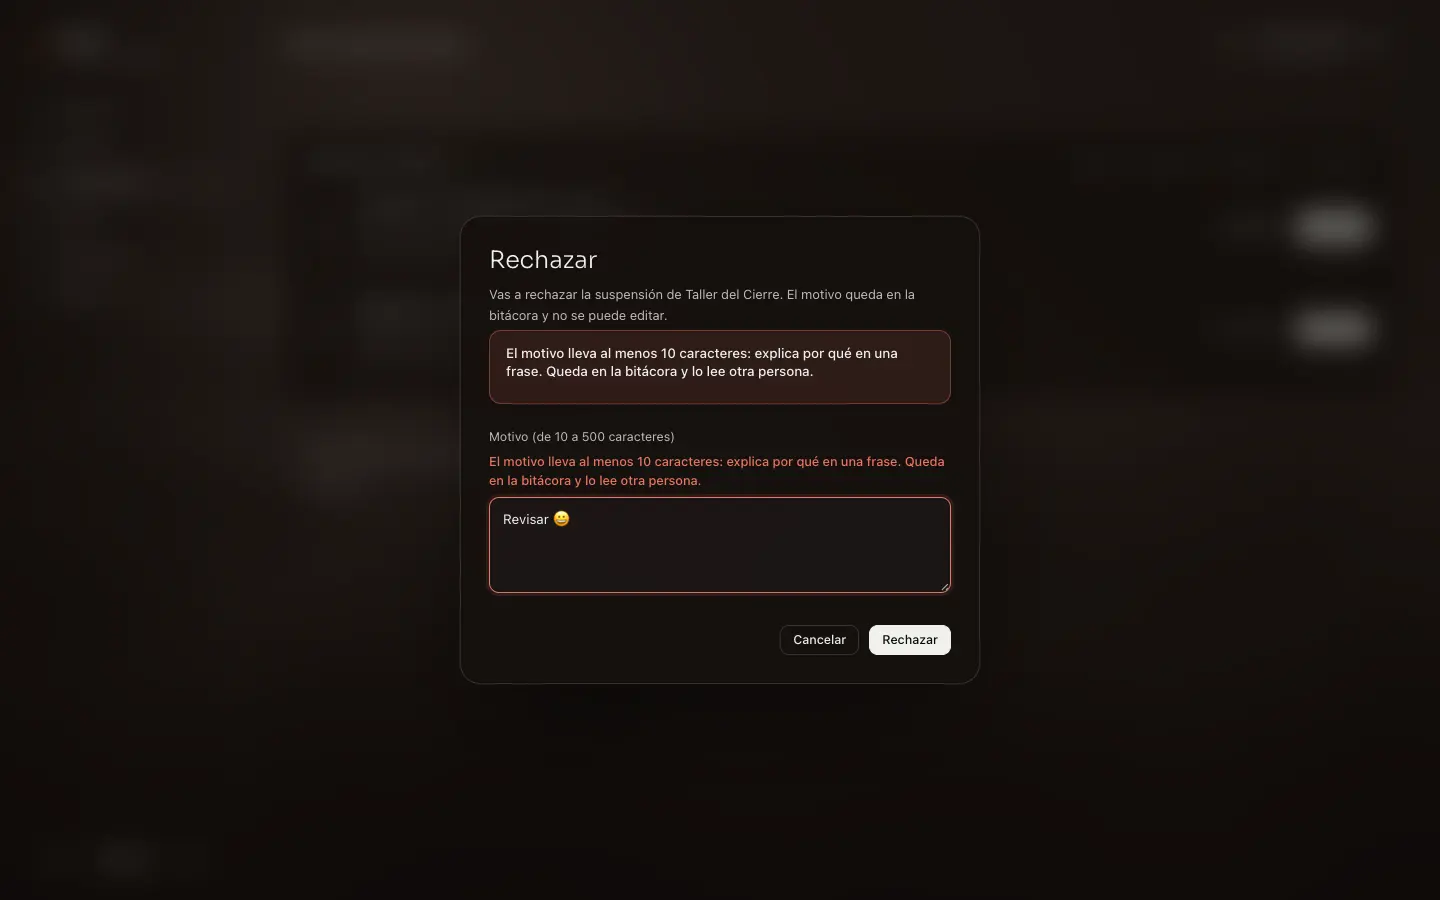 Rechazar
Vas a rechazar la suspensión de Taller del Cierre. El motivo queda en la
bitácora y no se puede editar.
El motivo lleva al menos 10 caracteres: explica por qué en una
frase. Queda en la bitácora y lo lee otra persona.
Motivo (de 10 a 500 caracteres)
El motivo lleva al menos 10 caracteres: explica por qué en una frase. Queda
en la bitácora y lo lee otra persona.
Revisar 😄
Cancelar
Rechazar